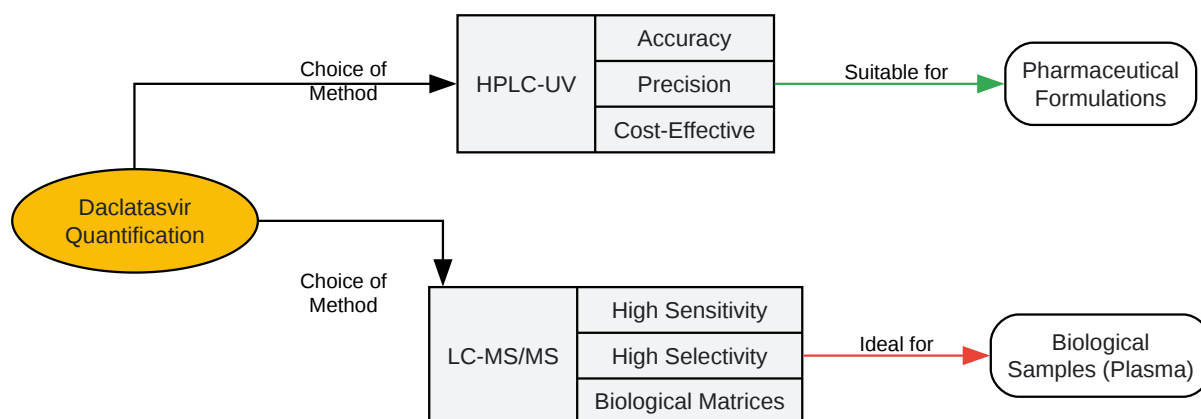 Daclatasvir
Quantification
Choice of
Method
HPLC-UV
Accuracy
Precision
Cost-Effective
Suitable for
Pharmaceutical
Formulations
Choice of
Method
LC-MS/MS
High Sensitivity
High Selectivity
Biological Matrices
Ideal for
Biological
Samples (Plasma)